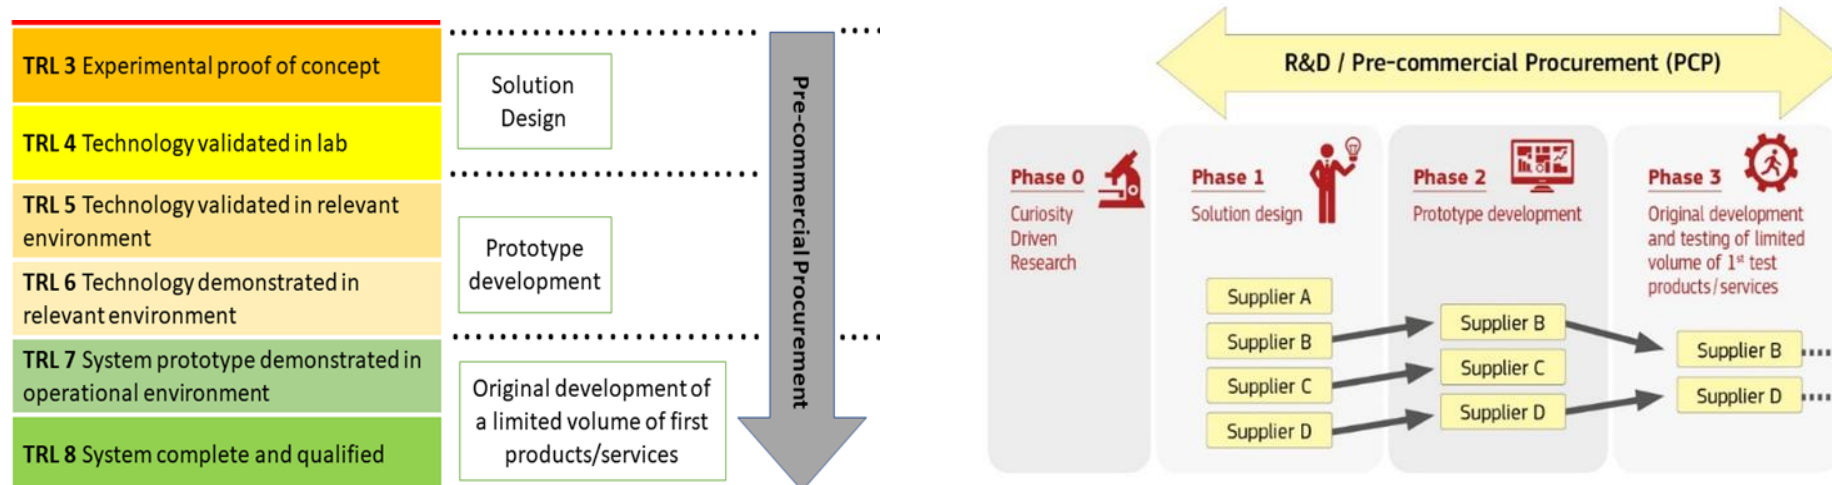 TRL 3 Experimental proof of concept
TRL 4 Technology validated in lab
TRL 5 Technology validated in relevant
environment
TRL 6 Technology demonstrated in
relevant environment
TRL 7 System prototype demonstrated in
operational environment
TRL 8 System complete and qualified
Solution
Design
Prototype
development
Original development of
a limited volume of first
products/services
Pre-commercial Procurement
R&D / Pre-commercial Procurement (PCP)
Phase 0
Curiosity
Driven
Research
Phase 1
Solution design
Supplier A
Supplier B
Supplier C
Supplier D
Phase 2
Prototype development
Supplier B
Supplier C
Supplier D
Phase 3
Original development
and testing of limited
volume of 1st test
products/services
Supplier B
Supplier D